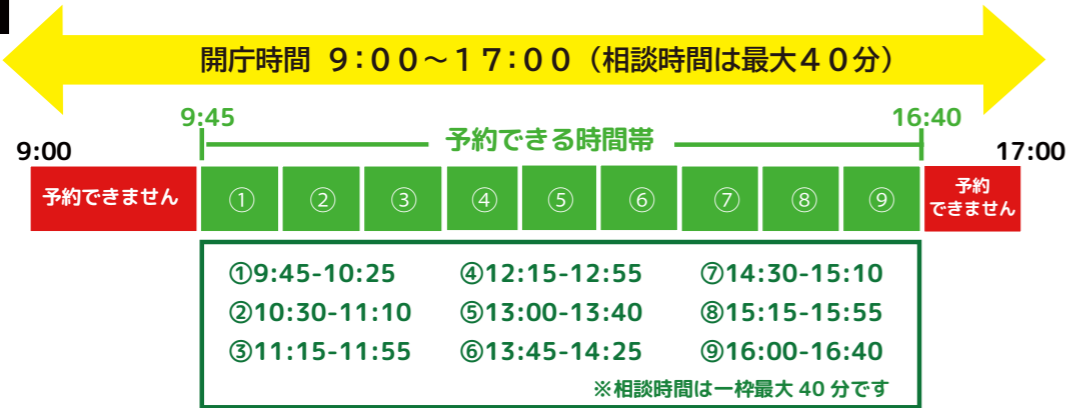 開庁時間 9:00～17:00（相談時間は最大40分）
9:45 16:40
予約できる時間帯
9:00 17:00
予約できません ① ② ③ ④ ⑤ ⑥ ⑦ ⑧ ⑨ 予約
できません
①9:45-10:25 ④12:15-12:55 ⑦14:30-15:10
②10:30-11:10 ⑤13:00-13:40 ⑧15:15-15:55
③11:15-11:55 ⑥13:45-14:25 ⑨16:00-16:40
※相談時間は一枠最大 40 分です